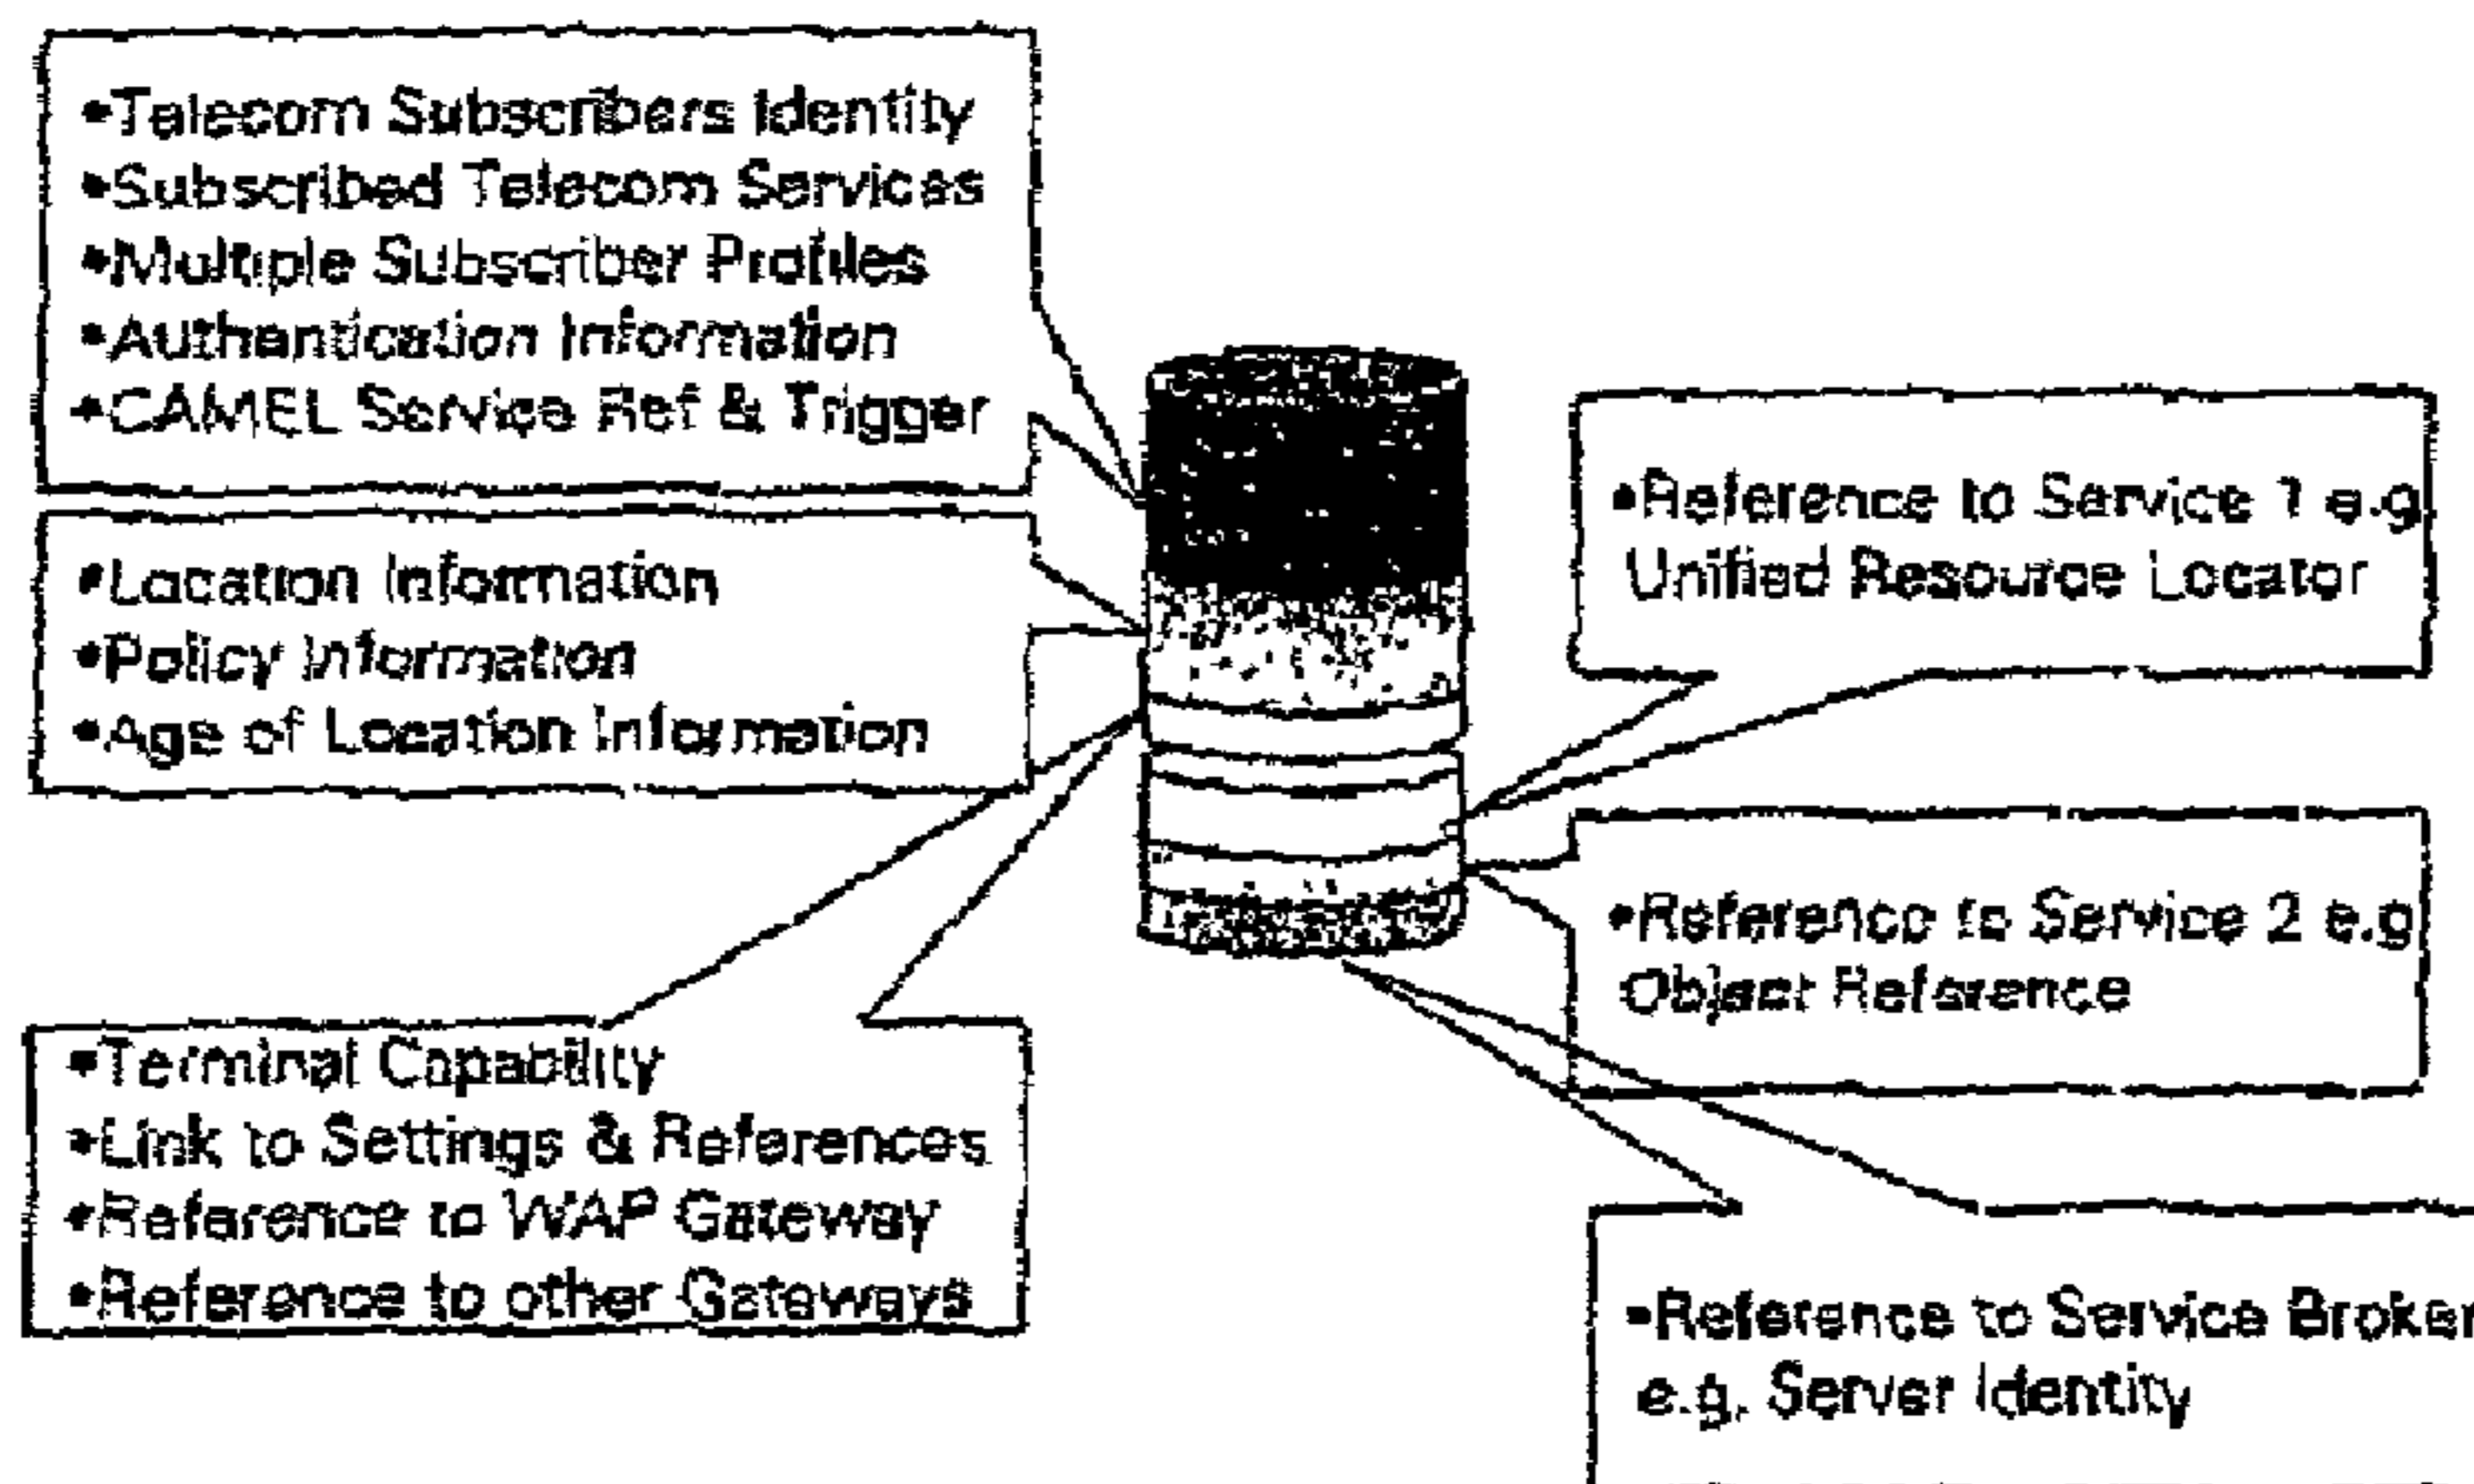 •Telecom Subscribers Identity
•Subscribed Telecom Services
•Multiple Subscriber Profiles
•Authentication Information
•CAMEL Service Ref & Trigger
•Location Information
•Policy Information
•Age of Location Information
•Terminal Capability
•Link to Settings & References
•Reference to WAP Gateway
•Reference to other Gateways
•Reference to Service 1 e.g
Unified Resource Locator
•Reference to Service 2 e.g
Object Reference
•Reference to Service Broker
e.g. Server Identity